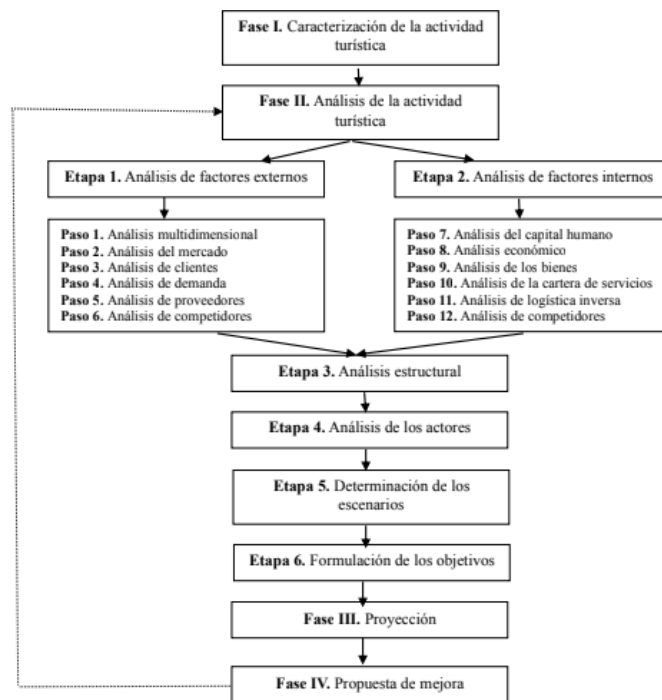 Fase I. Caracterización de la actividad
turística
Fase II. Análisis de la actividad
turística
Etapa 1. Análisis de factores externos
Etapa 2. Análisis de factores internos
Paso 1. Análisis multidimensional
Paso 2. Análisis del mercado
Paso 3. Análisis de clientes
Paso 4. Análisis de demanda
Paso 5. Análisis de proveedores
Paso 6. Análisis de competidores
Paso 7. Análisis del capital humano
Paso 8. Análisis económico
Paso 9. Análisis de los bienes
Paso 10. Análisis de la cartera de servicios
Paso 11. Análisis de logística inversa
Paso 12. Análisis de competidores
Etapa 3. Análisis estructural
Etapa 4. Análisis de los actores
Etapa 5. Determinación de los
escenarios
Etapa 6. Formulación de los objetivos
Fase III. Proyección
Fase IV. Propuesta de mejora